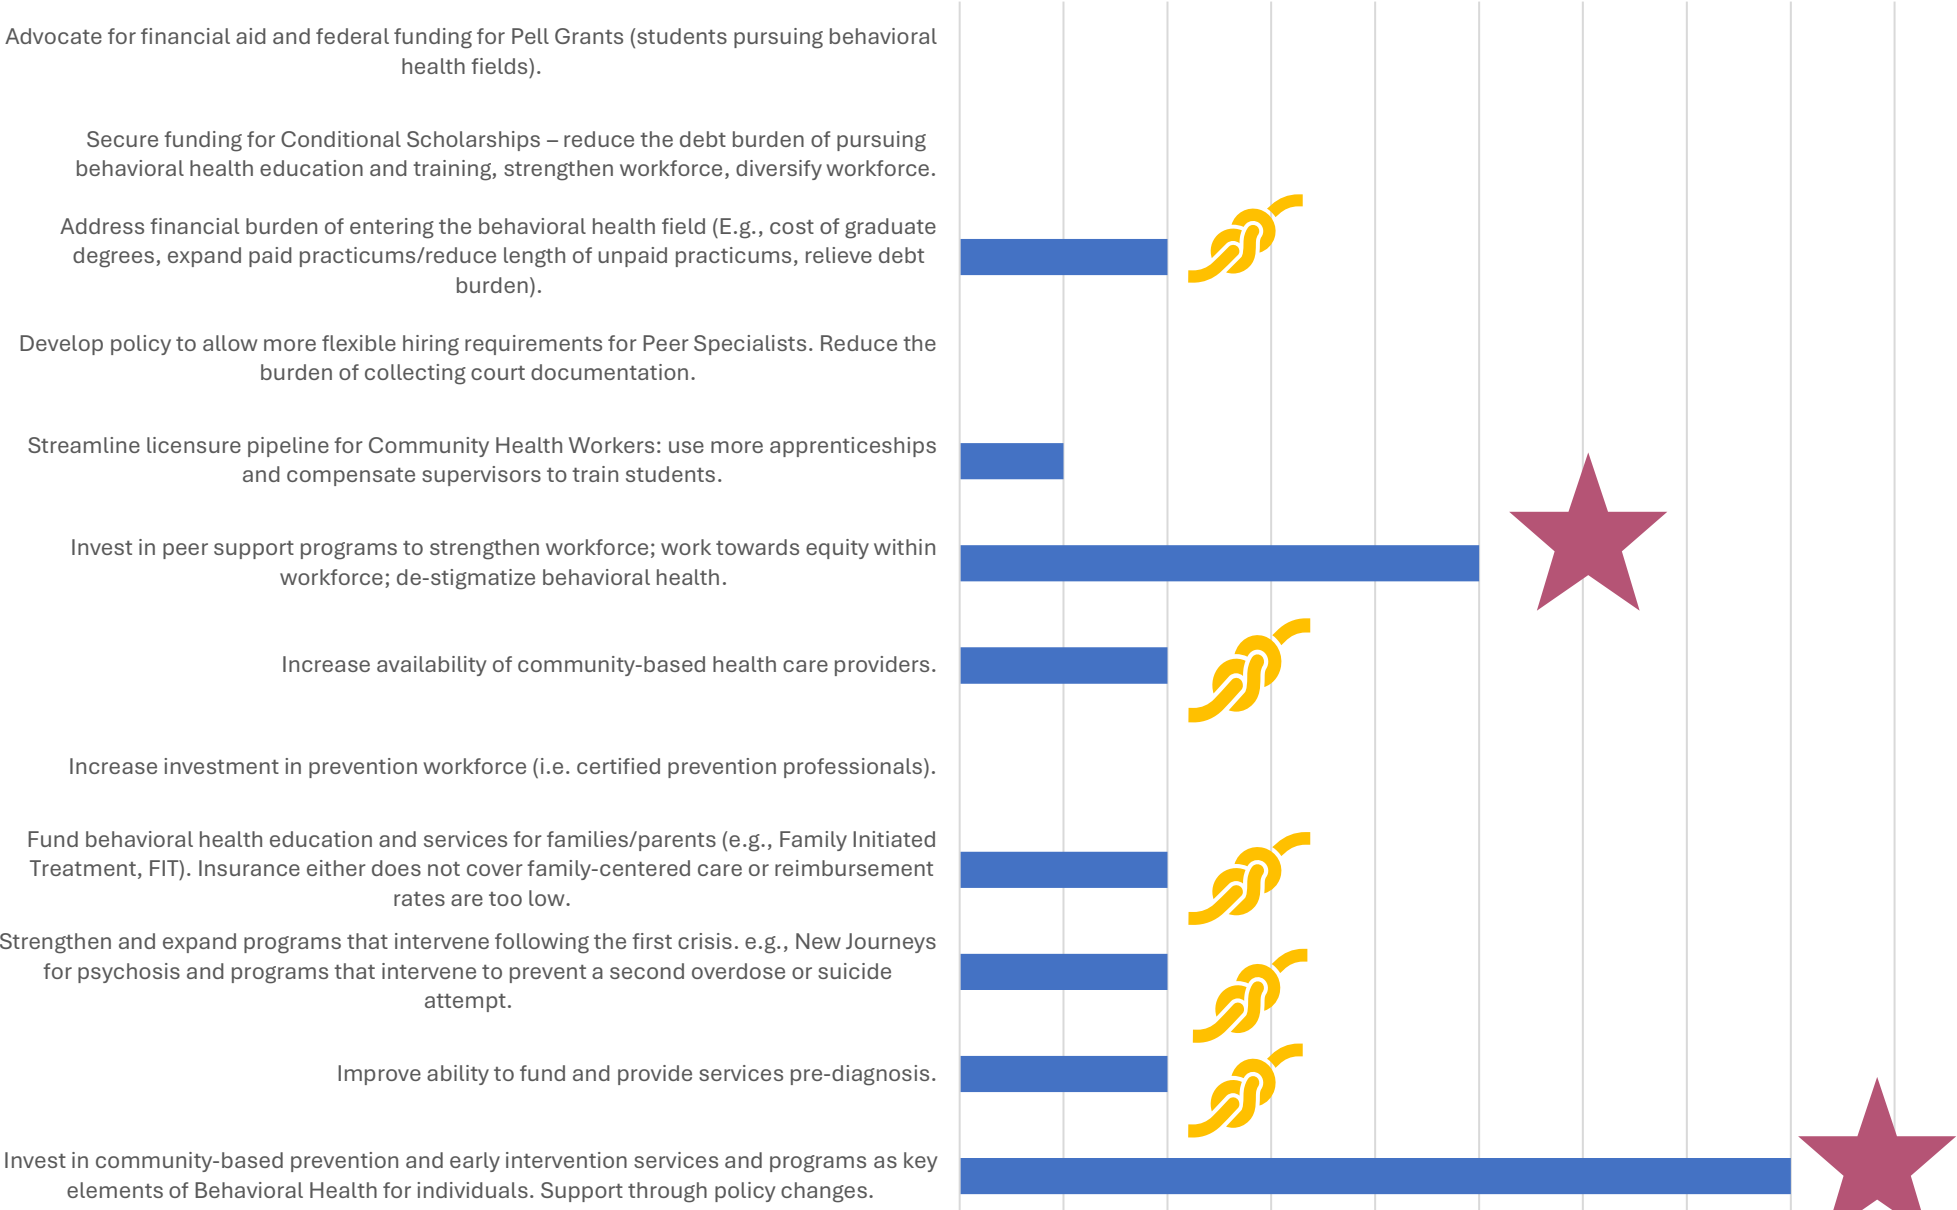 Advocate for financial aid and federal funding for Pell Grants (students pursuing behavioral
health fields).
Secure funding for Conditional Scholarships – reduce the debt burden of pursuing
behavioral health education and training, strengthen workforce, diversify workforce.
Address financial burden of entering the behavioral health field (E.g., cost of graduate
degrees, expand paid practicums/reduce length of unpaid practicums, relieve debt
burden).
Develop policy to allow more flexible hiring requirements for Peer Specialists. Reduce the
burden of collecting court documentation.
Streamline licensure pipeline for Community Health Workers: use more apprenticeships
and compensate supervisors to train students.
Invest in peer support programs to strengthen workforce; work towards equity within
workforce; de-stigmatize behavioral health.
Increase availability of community-based health care providers.
Increase investment in prevention workforce (i.e. certified prevention professionals).
Fund behavioral health education and services for families/parents (e.g., Family Initiated
Treatment, FIT). Insurance either does not cover family-centered care or reimbursement
rates are too low.
Strengthen and expand programs that intervene following the first crisis. e.g., New Journeys
for psychosis and programs that intervene to prevent a second overdose or suicide
attempt.
Improve ability to fund and provide services pre-diagnosis.
Invest in community-based prevention and early intervention services and programs as key
elements of Behavioral Health for individuals. Support through policy changes.